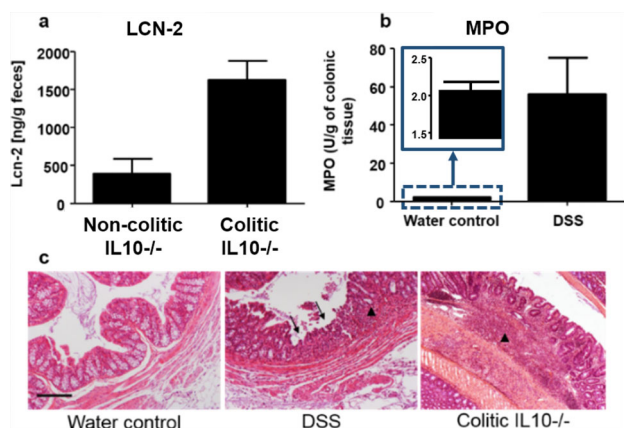 a
LCN-2
Lcn-2 [ng/g feces]
2000
1500
1000
500
0
Non-colitic
IL10-/-
Colitic
IL10-/-
b
MPO
MPO (U/g of colonic
tissue)
80
60
40
20
0
2.5
2.0
1.5
Water control
DSS
c
Water control
DSS
Colitic IL10-/-